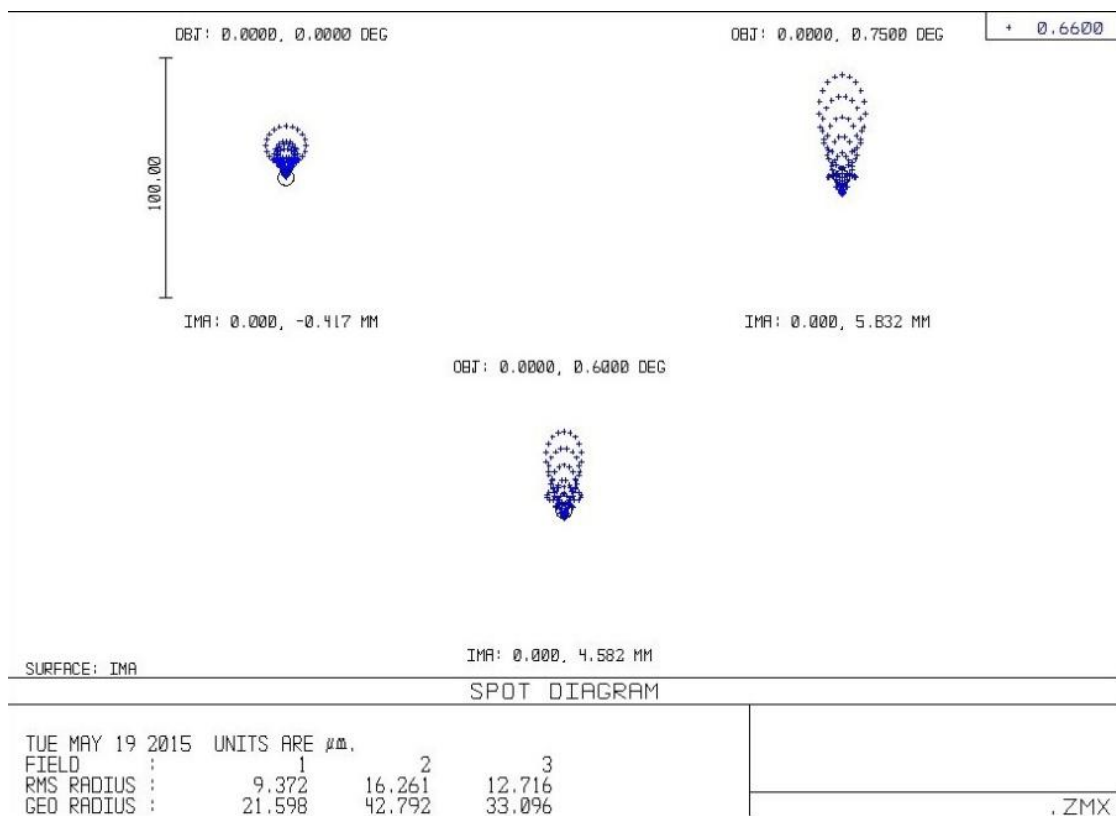 OBJ: 0.0000, 0.0000 DEG
OBJ: 0.0000, 0.7500 DEG
+ 0.6600
100.00
IMA: 0.000, -0.417 MM
IMA: 0.000, 5.832 MM
OBJ: 0.0000, 0.6000 DEG
IMA: 0.000, 4.582 MM
SURFACE: IMA
SPOT DIAGRAM
TUE MAY 19 2015 UNITS ARE µm.
FIELD : 1 2 3
RMS RADIUS : 9.372 16.261 12.716
GEO RADIUS : 21.598 42.792 33.096
.ZMX